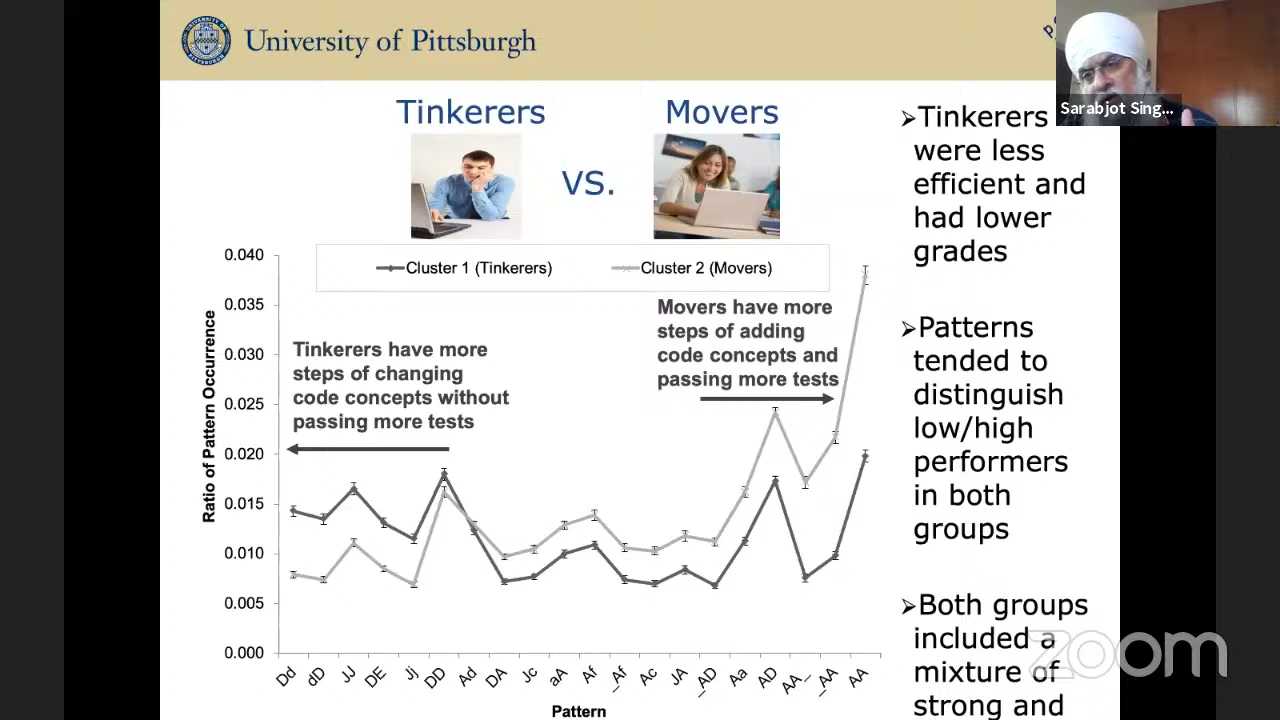 University of Pittsburgh
Sarabjot Sing...
Tinkerers
vs.
Movers
Cluster 1 (Tinkerers)
Cluster 2 (Movers)
Tinkerers have more
steps of changing
code concepts without
passing more tests
Movers have more
steps of adding
code concepts and
passing more tests
Ratio of Pattern Occurrence
0.040
0.035
0.030
0.025
0.020
0.015
0.010
0.005
0.000
Dd dD JJ DE Jj DD Ad DA Jc aA Af _Af Ac JA _AD Aa AD AA_ _AA AA
Pattern
➢Tinkerers
were less
efficient and
had lower
grades
➢Patterns
tended to
distinguish
low/high
performers
in both
groups
➢Both groups
included a
mixture of
strong and
zoom